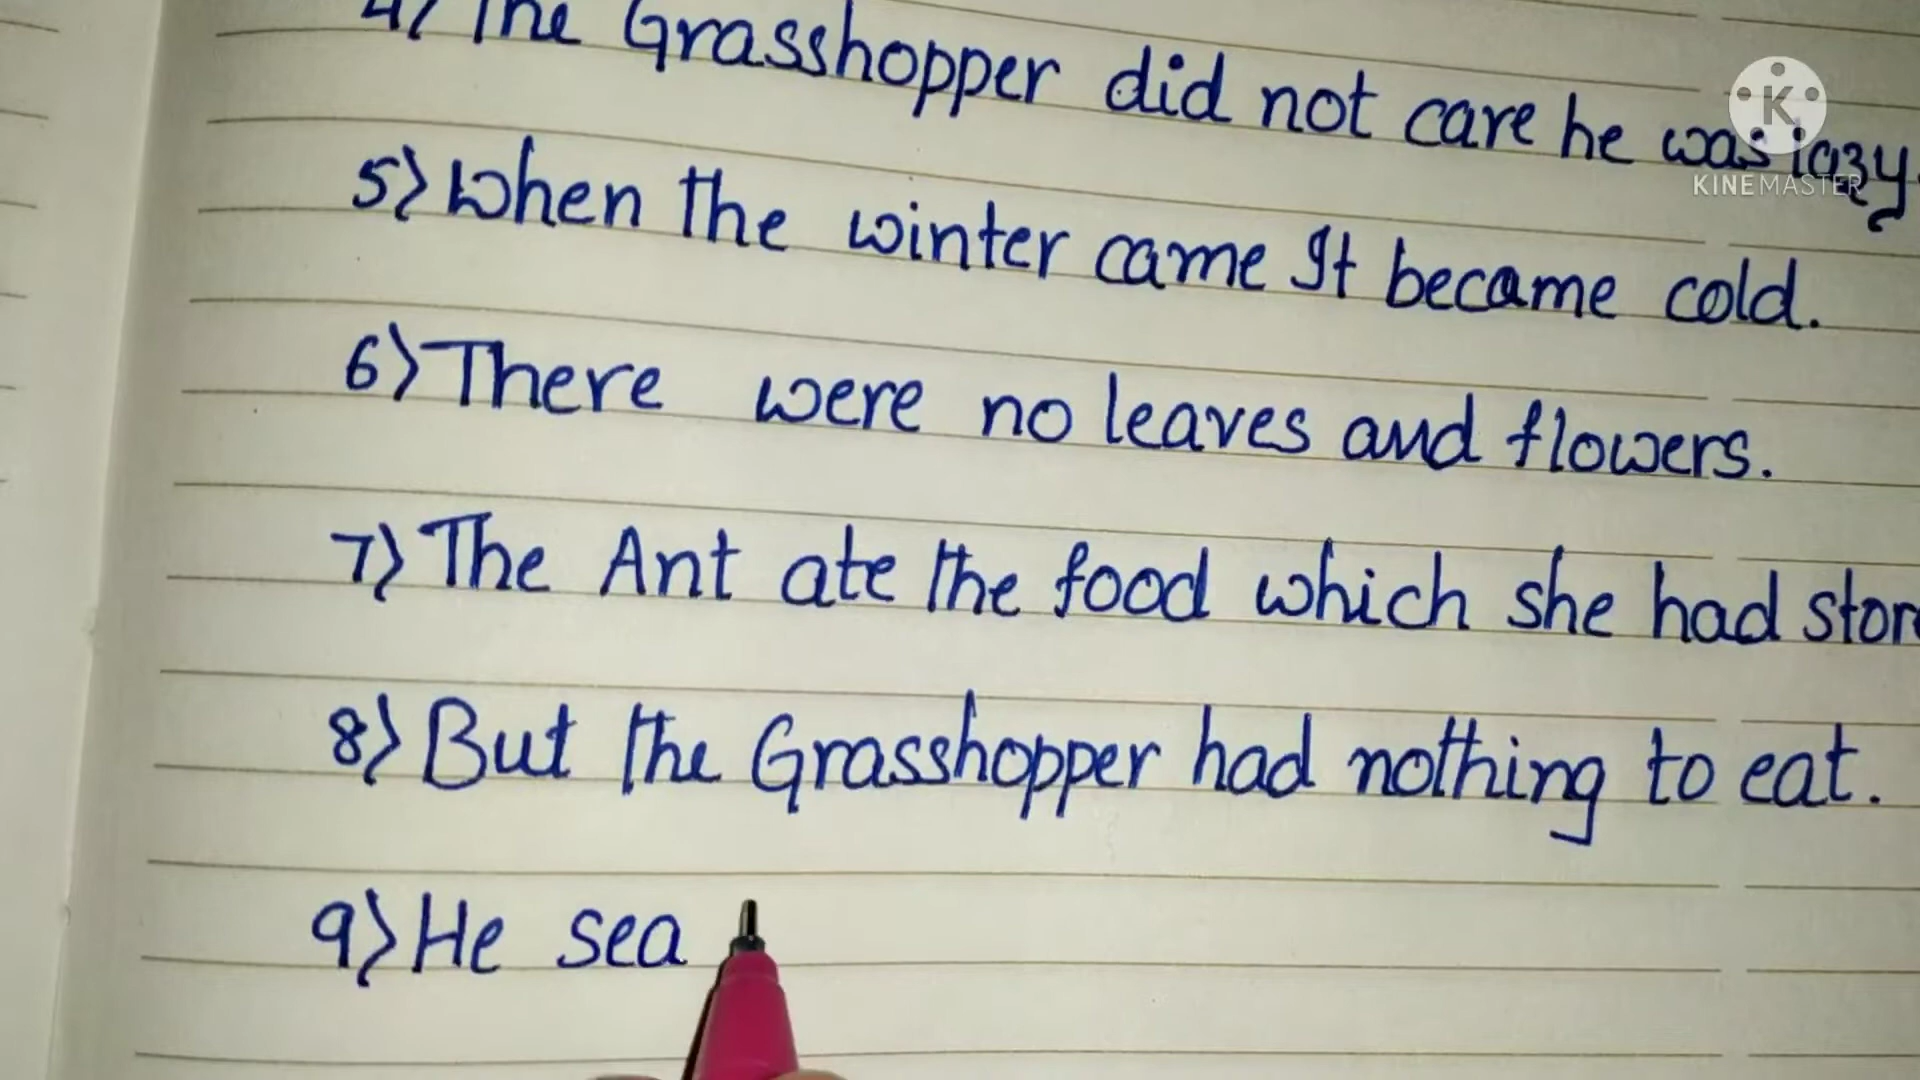 4) The Grasshopper did not care he was lazy.
5) When the winter came It became cold.
6) There were no leaves and flowers.
7) The Ant ate the food which she had
8) But the Grasshopper had nothing to eat.
9) He sea
KINEMASTER